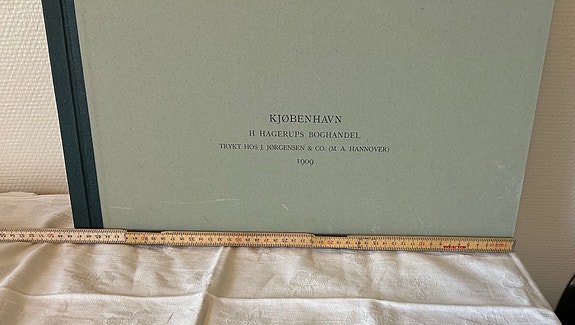 KJØBENHAVN
H. HAGERUPS BOGHANDEL
TRYKT HOS J. JØRGENSEN & CO. (M. A. HANNOVER)
1909